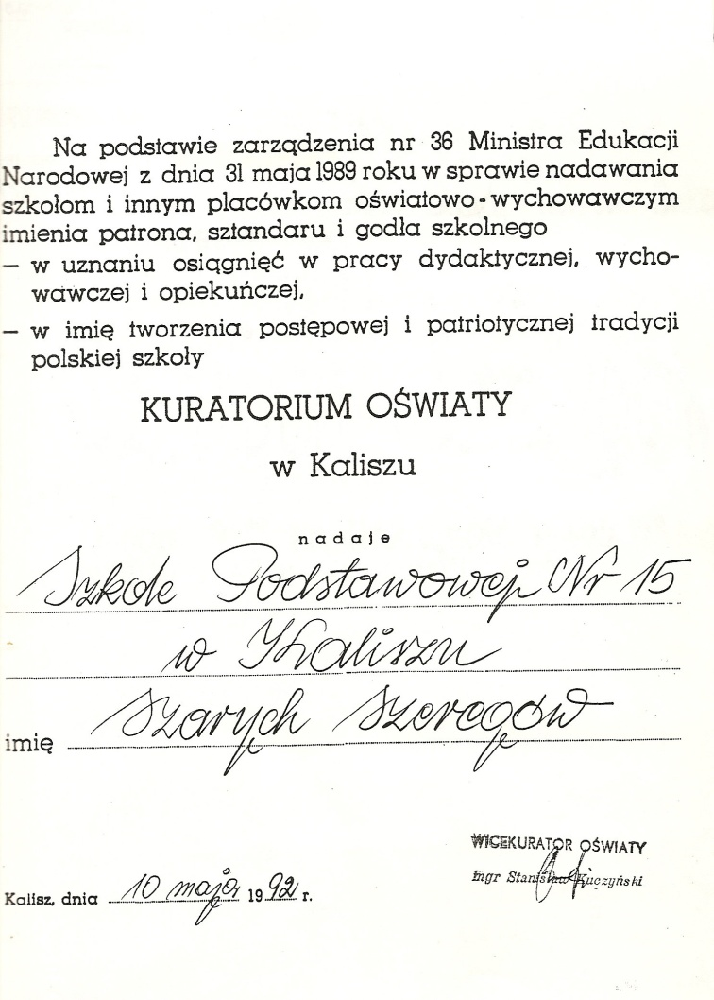 Na podstawie zarządzenia nr 36 Ministra Edukacji
Narodowej z dnia 31 maja 1989 roku w sprawie nadawania
szkołom i innym placówkom oświatowo-wychowawczym
imienia patrona, sztandaru i godła szkolnego
– w uznaniu osiągnięć w pracy dydaktycznej, wycho-
wawczej i opiekuńczej,
– w imię tworzenia postępowej i patriotycznej tradycji
polskiej szkoły
KURATORIUM OŚWIATY
w Kaliszu
nadaje
Szkole Podstawowej Nr 15
w Kaliszu
imię Szarych Szeregów
WICEKURATOR OŚWIATY
mgr Stanisław Kuczyński
Kalisz, dnia 10 maja 1992 r.